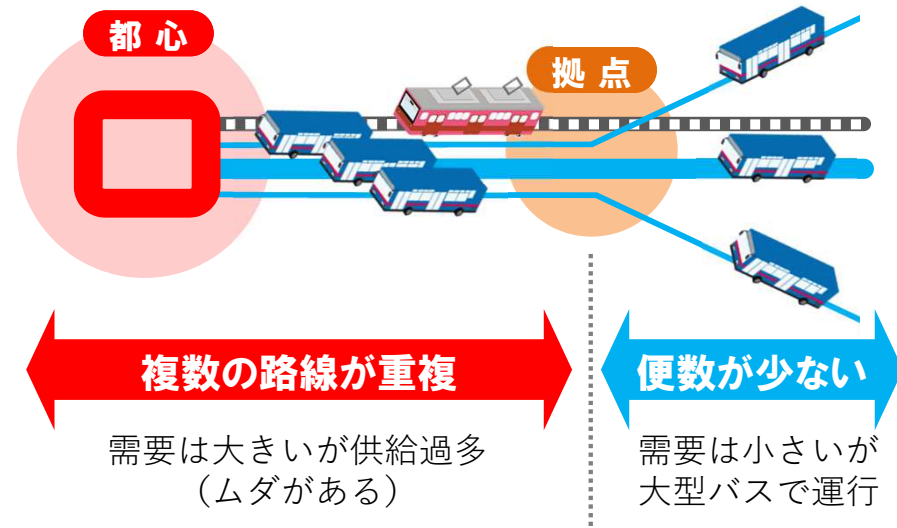 都心
拠点
複数の路線が重複
便数が少ない
需要は大きいが供給過多
（ムダがある）
需要は小さいが
大型バスで運行